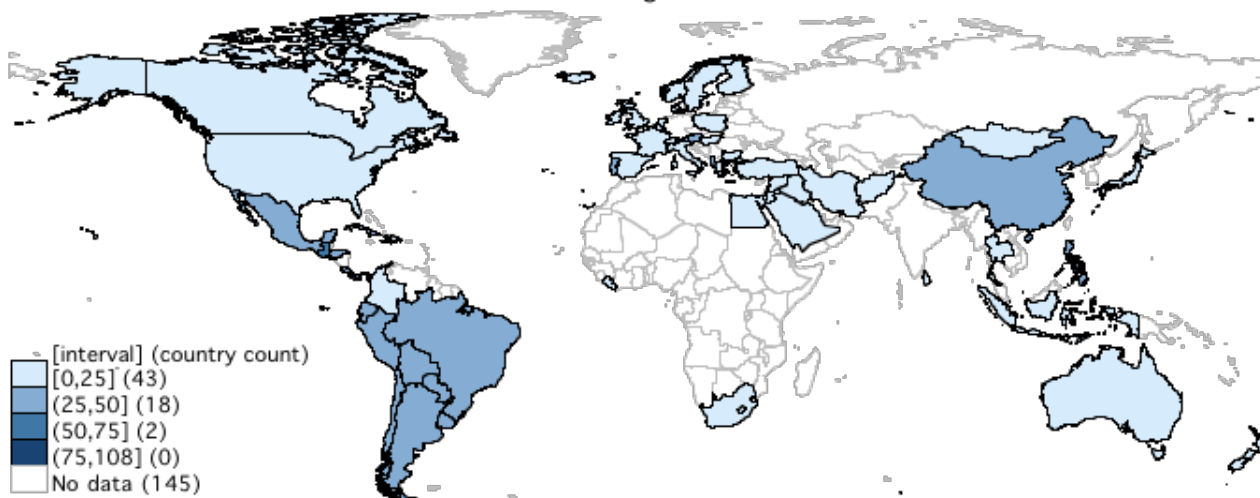 [interval] (country count)
[0,25] (43)
(25,50] (18)
(50,75] (2)
(75,108] (0)
No data (145)